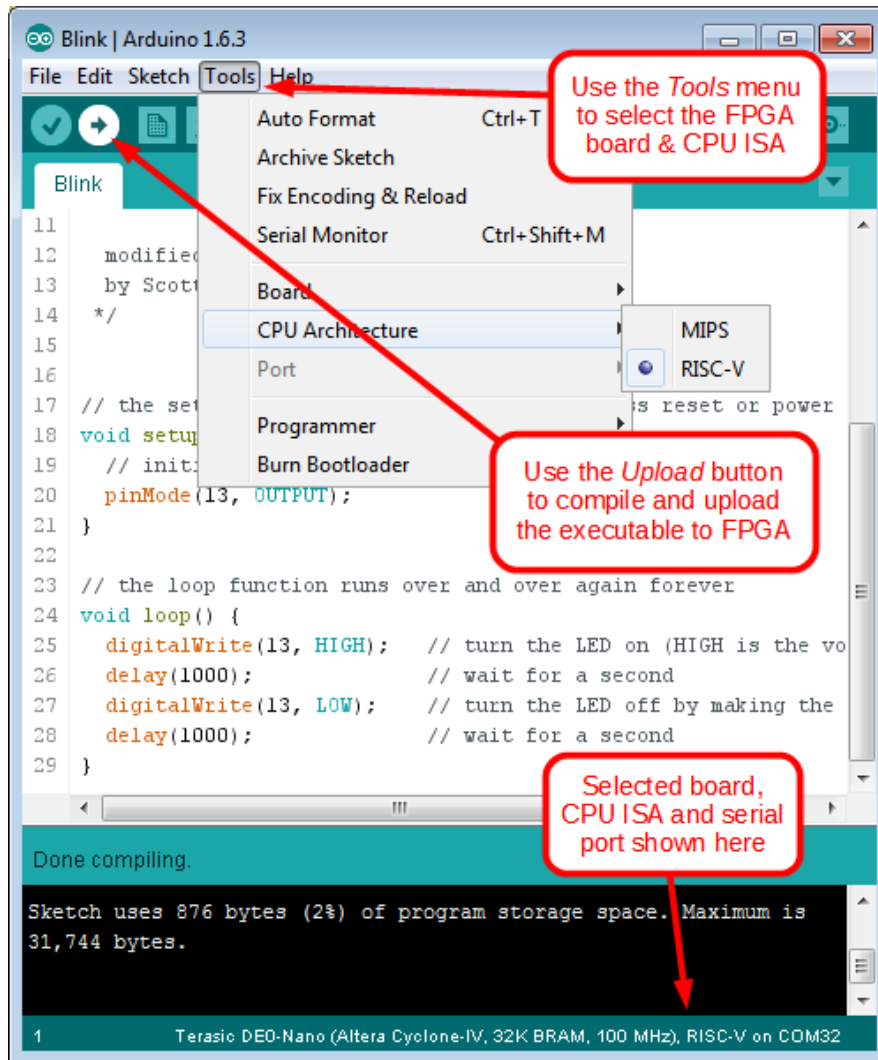 Blink | Arduino 1.6.3
File Edit Sketch Tools Help
Use the Tools menu
to select the FPGA
board & CPU ISA
Auto Format Ctrl+T
Archive Sketch
Fix Encoding & Reload
Serial Monitor Ctrl+Shift+M
Board
CPU Architecture
Port
Programmer
Burn Bootloader
MIPS
RISC-V
Blink
11
12 modified
13 by Scott
14 */
15
16
17 // the set s reset or power
18 void setup
19 // init
20 pinMode(13, OUTPUT);
21 }
22
23 // the loop function runs over and over again forever
24 void loop() {
25 digitalWrite(13, HIGH); // turn the LED on (HIGH is the vo
26 delay(1000); // wait for a second
27 digitalWrite(13, LOW); // turn the LED off by making the
28 delay(1000); // wait for a second
29 }
Use the Upload button
to compile and upload
the executable to FPGA
Selected board,
CPU ISA and serial
port shown here
Done compiling.
Sketch uses 876 bytes (2%) of program storage space. Maximum is
31,744 bytes.
1 Terasic DE0-Nano (Altera Cyclone-IV, 32K BRAM, 100 MHz), RISC-V on COM32